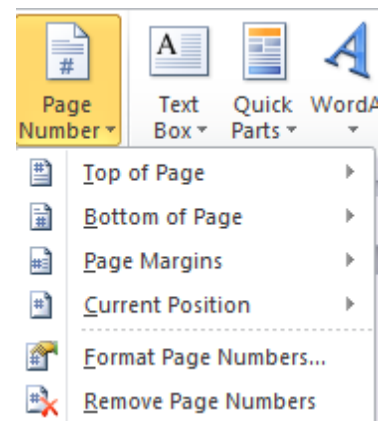 Page Number
Text Box
Quick Parts
WordA
Top of Page
Bottom of Page
Page Margins
Current Position
Format Page Numbers...
Remove Page Numbers